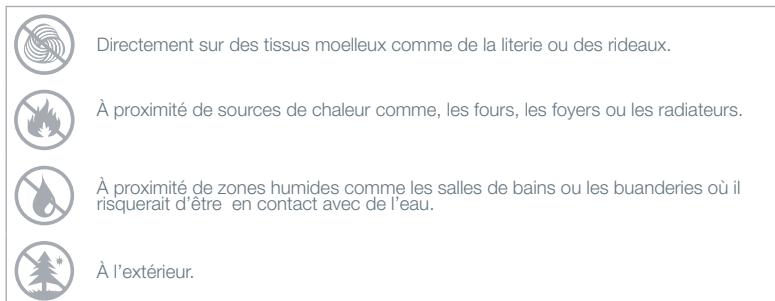 Directement sur des tissus moelleux comme de la literie ou des rideaux.
À proximité de sources de chaleur comme, les fours, les foyers ou les radiateurs.
À proximité de zones humides comme les salles de bains ou les buanderies où il
risquerait d’être  en contact avec de l’eau.
À l’extérieur.